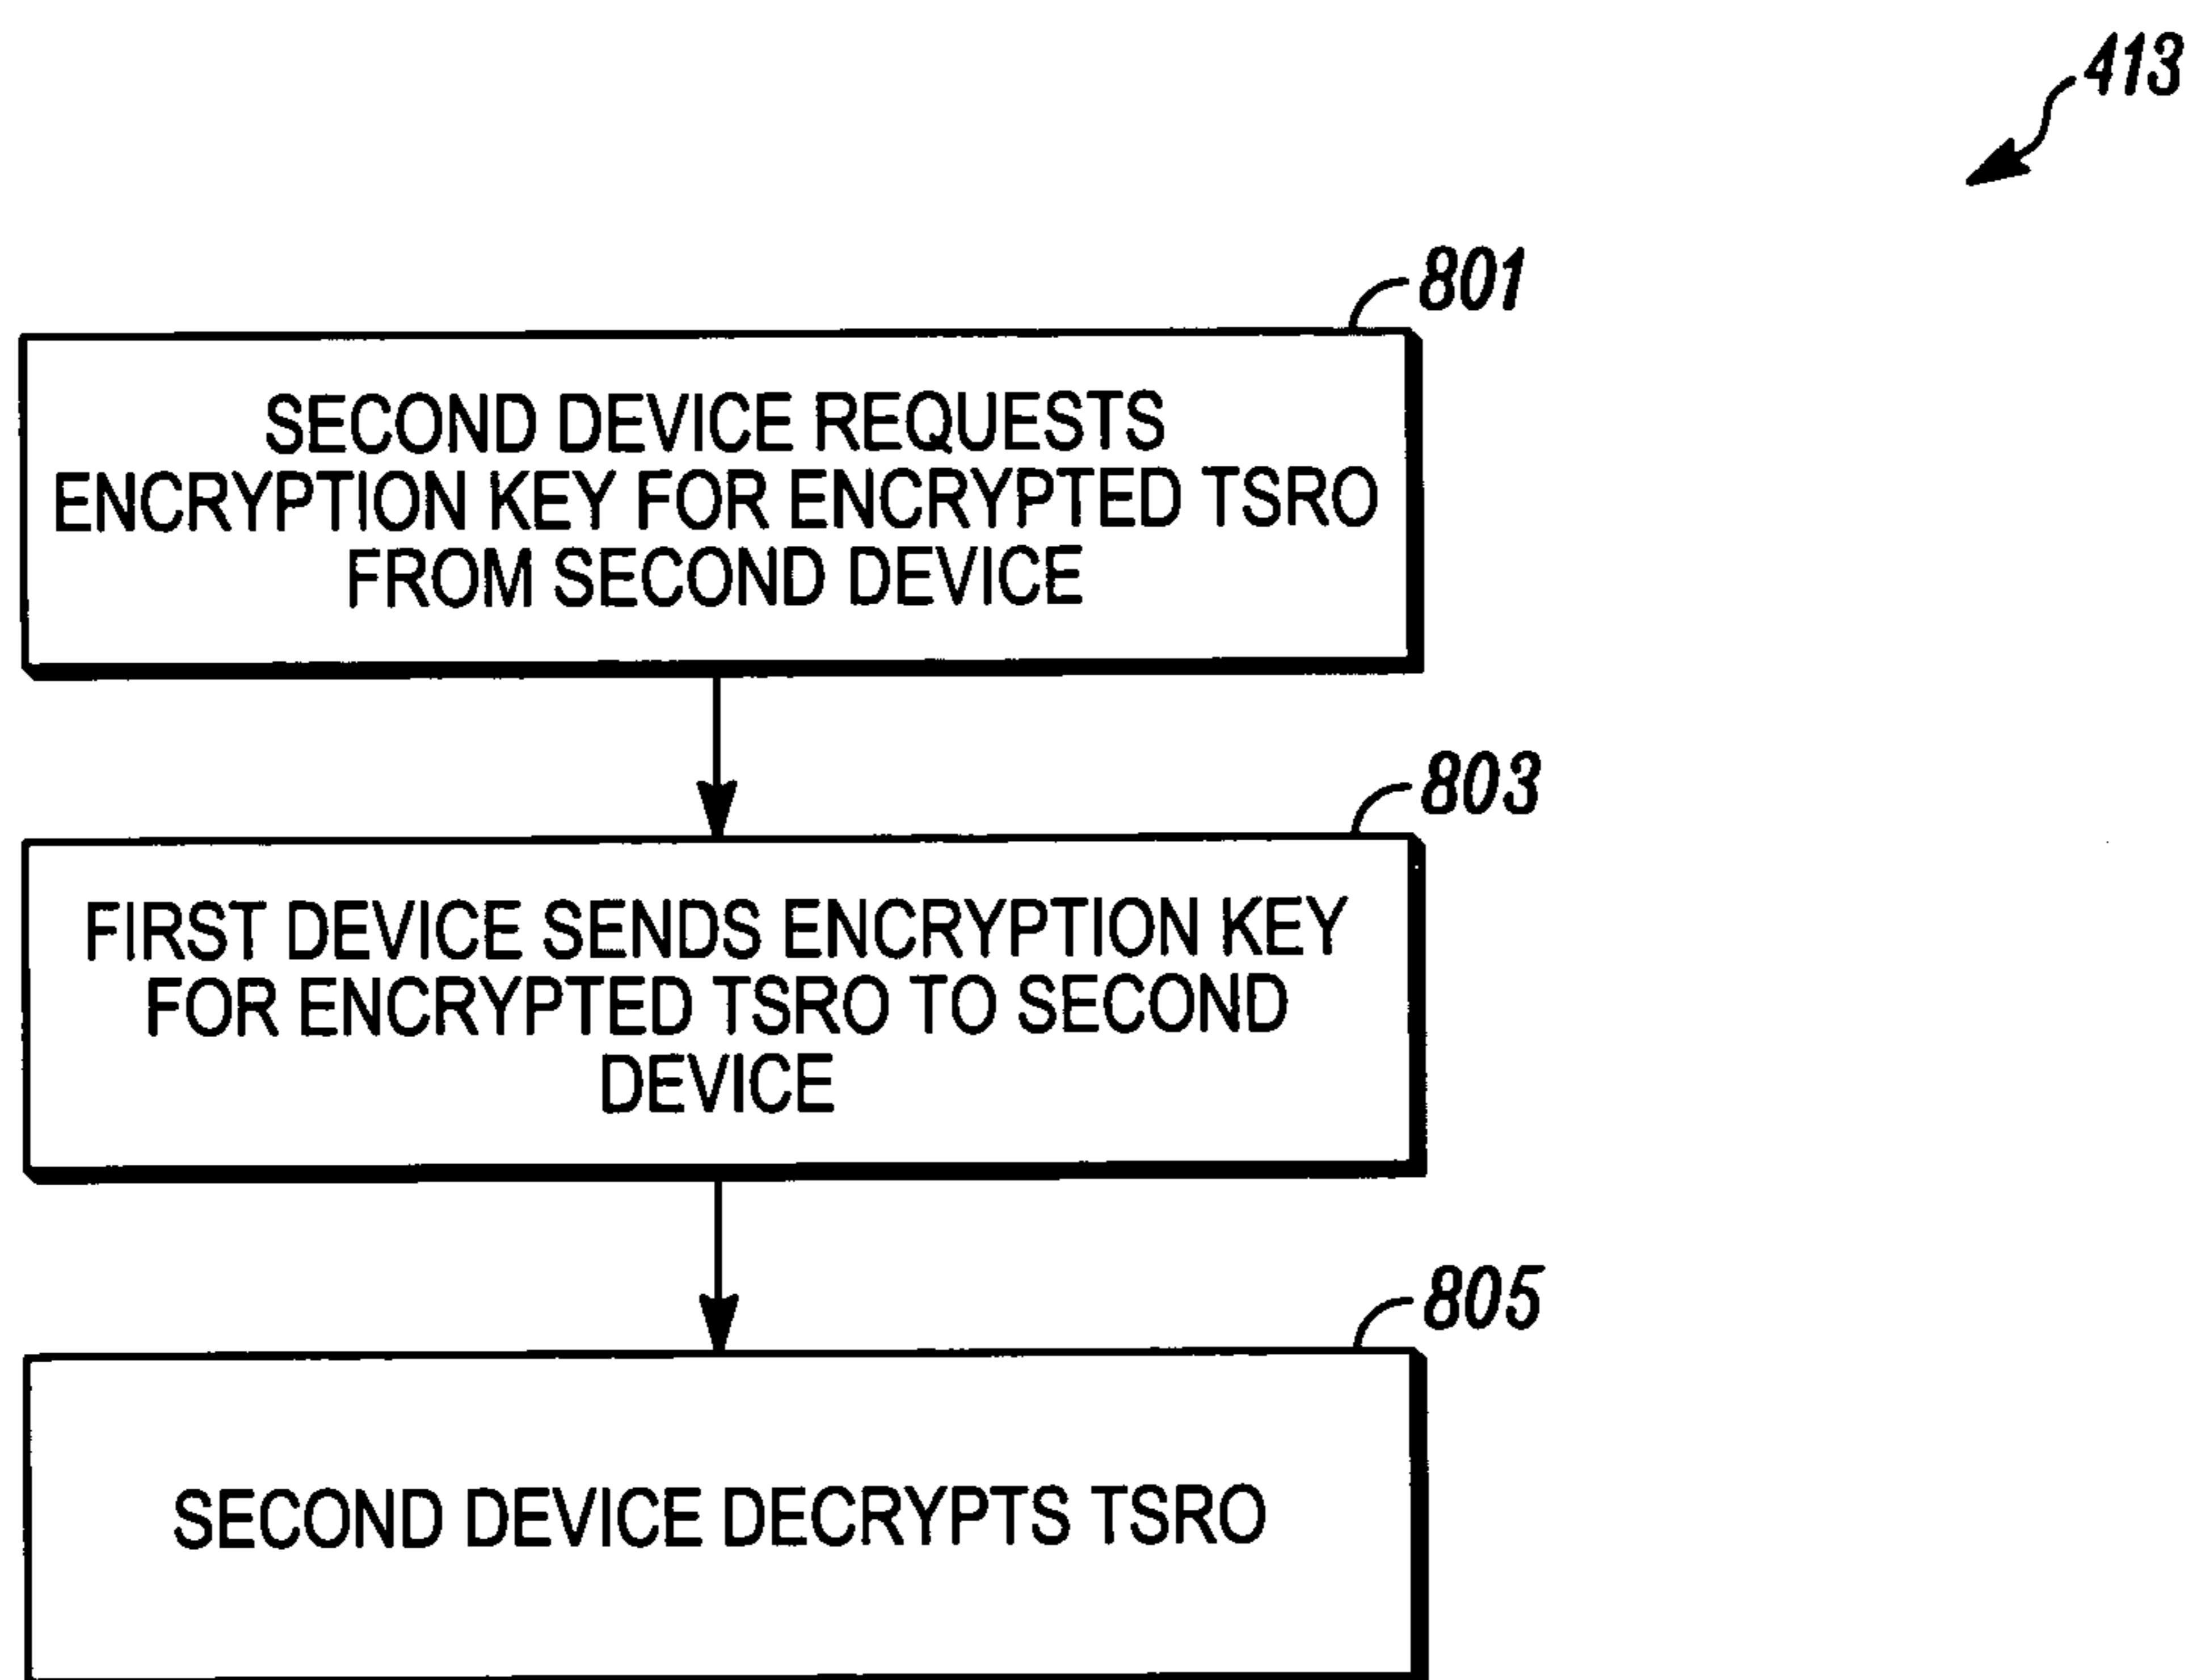 413
801
SECOND DEVICE REQUESTS
ENCRYPTION KEY FOR ENCRYPTED TSRO
FROM SECOND DEVICE
803
FIRST DEVICE SENDS ENCRYPTION KEY
FOR ENCRYPTED TSRO TO SECOND
DEVICE
805
SECOND DEVICE DECRYPTS TSRO